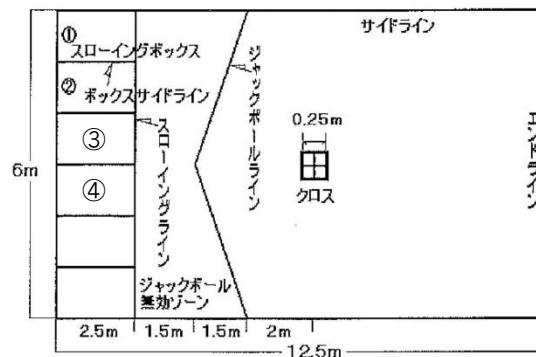 サイドライン
①
スローイングボックス
②
ボックスサイドライン
③
④
スローイングライン
ジャックボールライン
0.25m
クロス
エンドライン
6m
ジャックボール
無効ゾーン
2.5m
1.5m
1.5m
2m
12.5m